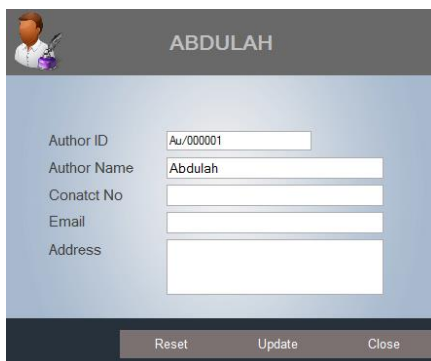 ABDULAH
Author ID Au/000001
Author Name Abdulah
Conatct No
Email
Address
Reset Update Close